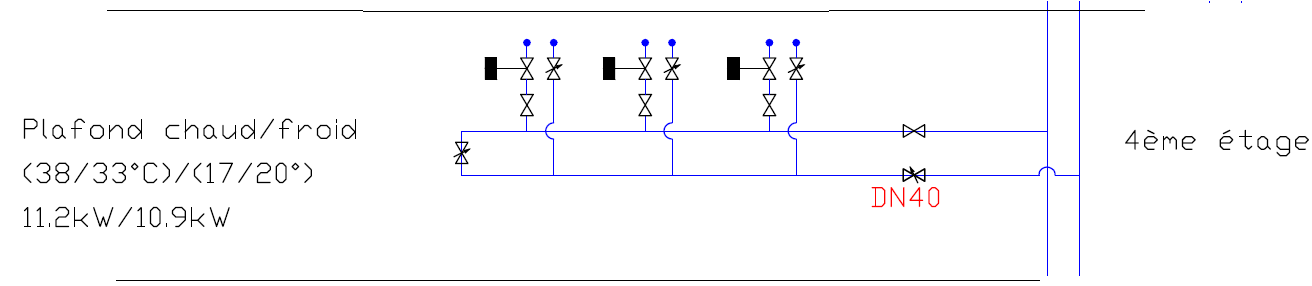 Plafond chaud/froid
(38/33°C)/(17/20°)
11.2kW/10.9kW
DN40
4ème étage